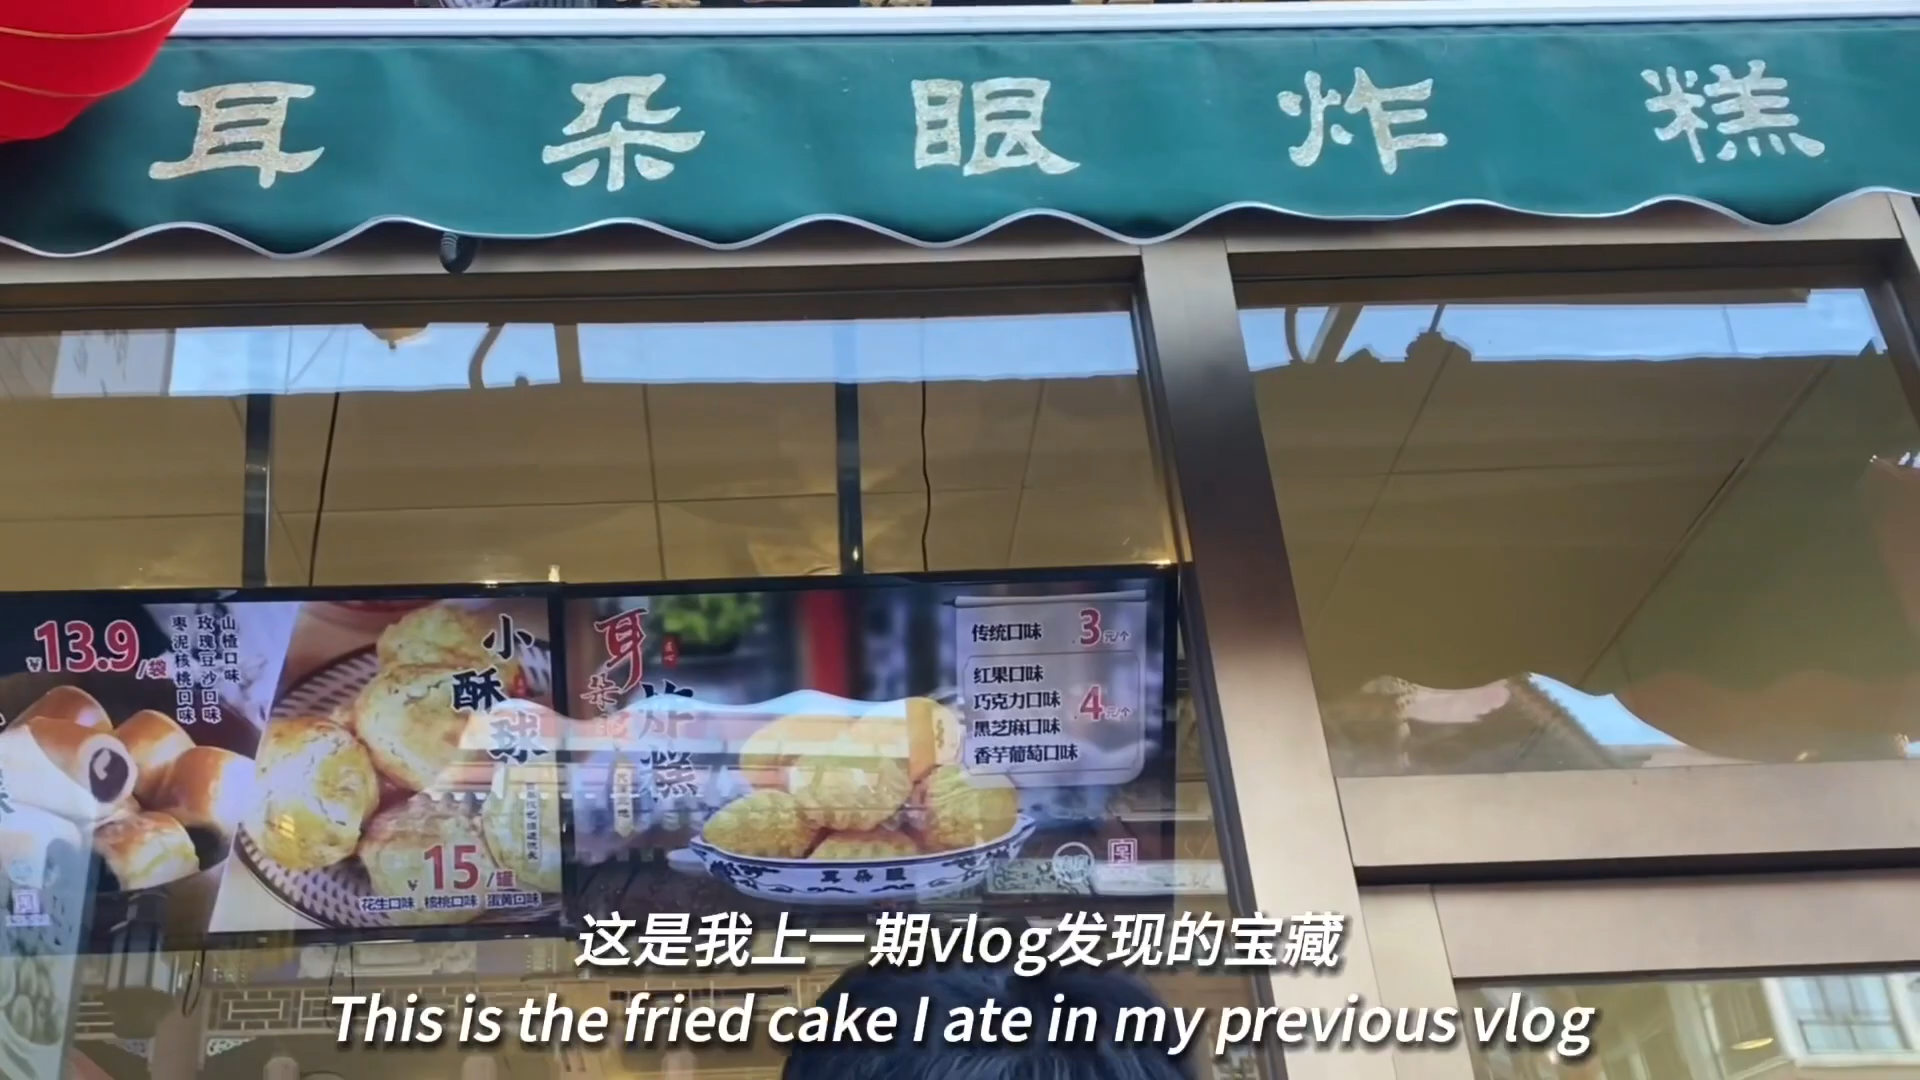 耳朵眼炸糕
¥13.9/袋
山楂口味
玫瑰豆沙口味
枣泥核桃口味
小酥球
¥15/罐
花生口味 核桃口味 蛋黄口味
耳朵眼
炸糕
传统口味 3元/个
红果口味
巧克力口味
黑芝麻口味
香芋葡萄口味
4元/个
耳朵眼
这是我上一期vlog发现的宝藏
This is the fried cake I ate in my previous vlog